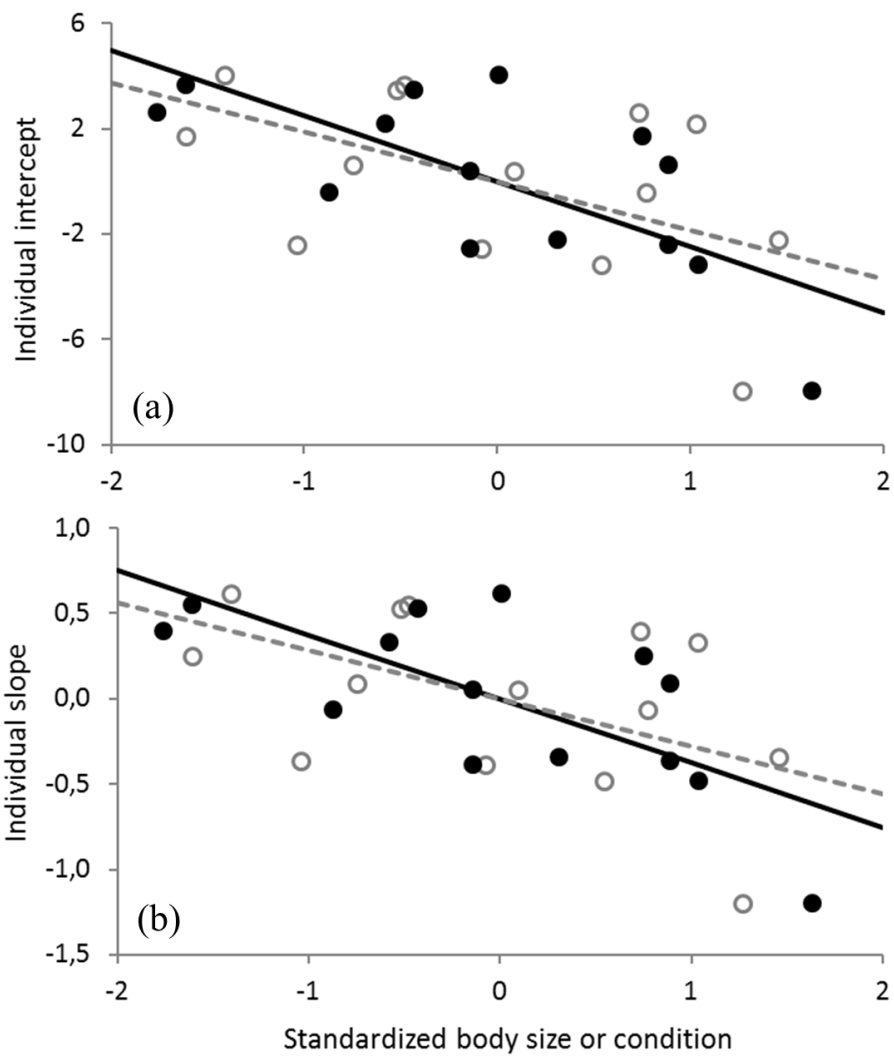 6
2
-2
-6
-10
Individual intercept
(a)
-2 -1 0 1 2
1,0
0,5
0,0
-0,5
-1,0
-1,5
Individual slope
(b)
-2 -1 0 1 2
Standardized body size or condition